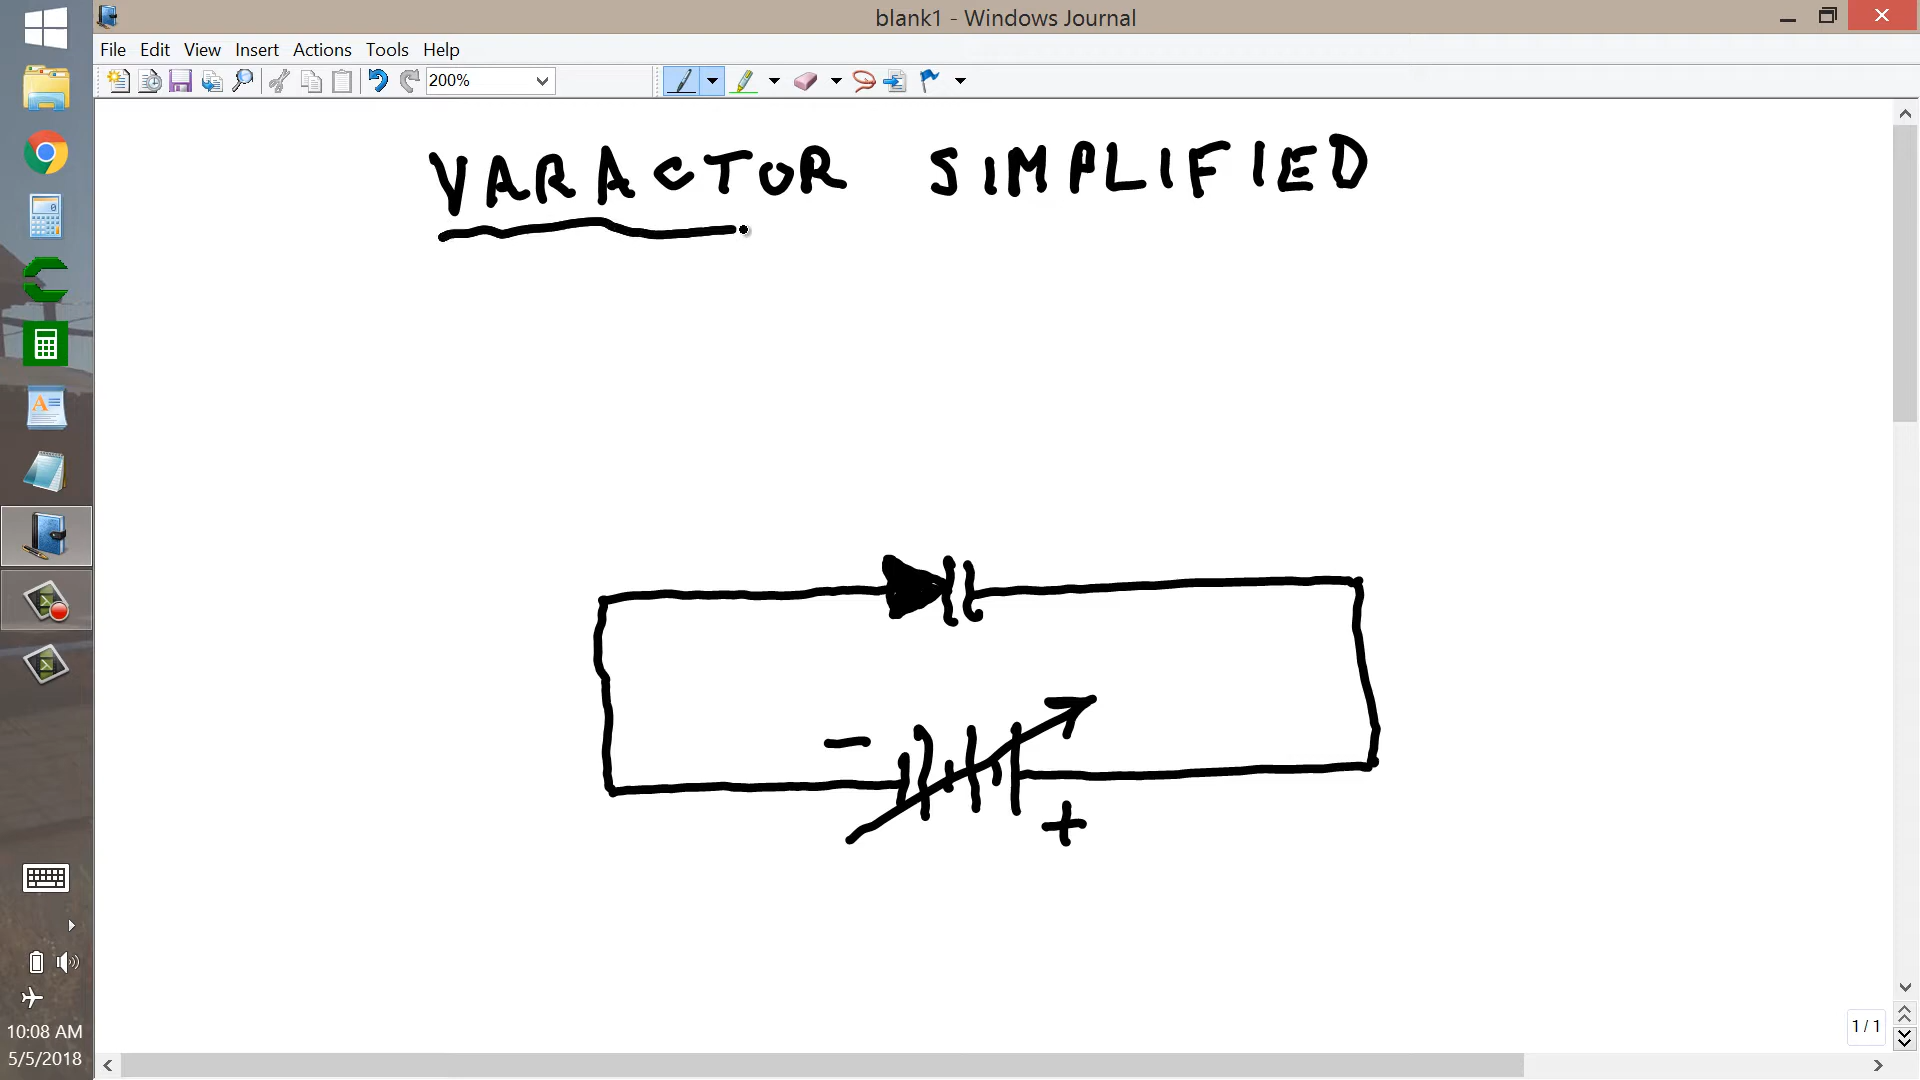 blank1 - Windows Journal
File Edit View Insert Actions Tools Help
200%
VARACTOR SIMPLIFIED
-
+
1 / 1
10:08 AM
5/5/2018